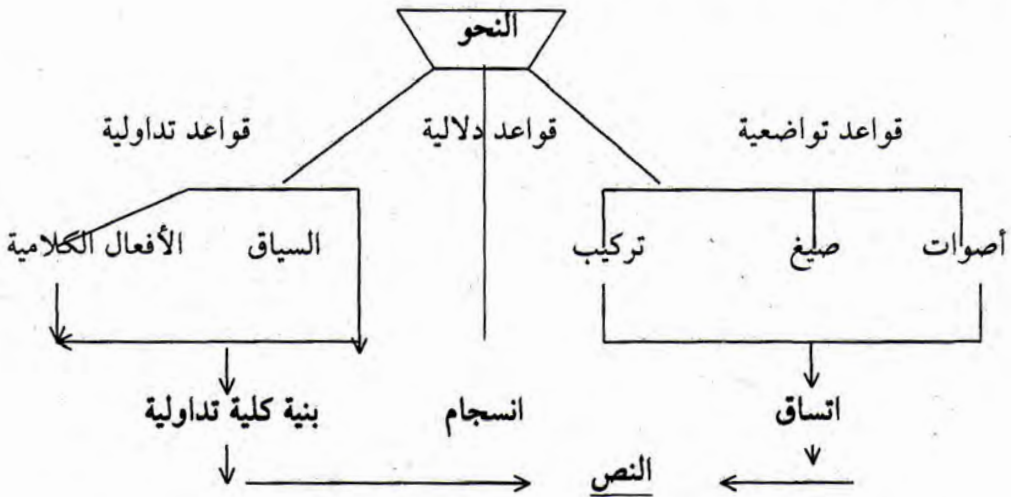 النحو
قواعد تواضعية قواعد دلالية قواعد تداولية
أصوات صيغ تركيب السياق الأفعال الكلامية
اتساق انسجام بنية كلية تداولية
النص